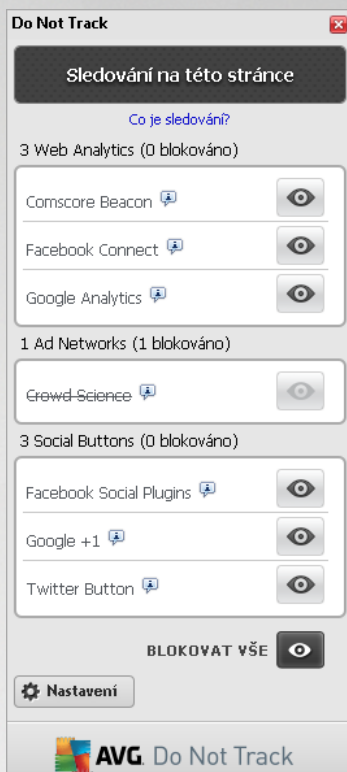 Do Not Track
Sledování na této stránce
Co je sledování?
3 Web Analytics (0 blokováno)
Comscore Beacon
Facebook Connect
Google Analytics
1 Ad Networks (1 blokováno)
Crowd Science
3 Social Buttons (0 blokováno)
Facebook Social Plugins
Google +1
Twitter Button
BLOKOVAT VŠE
Nastavení
AVG. Do Not Track